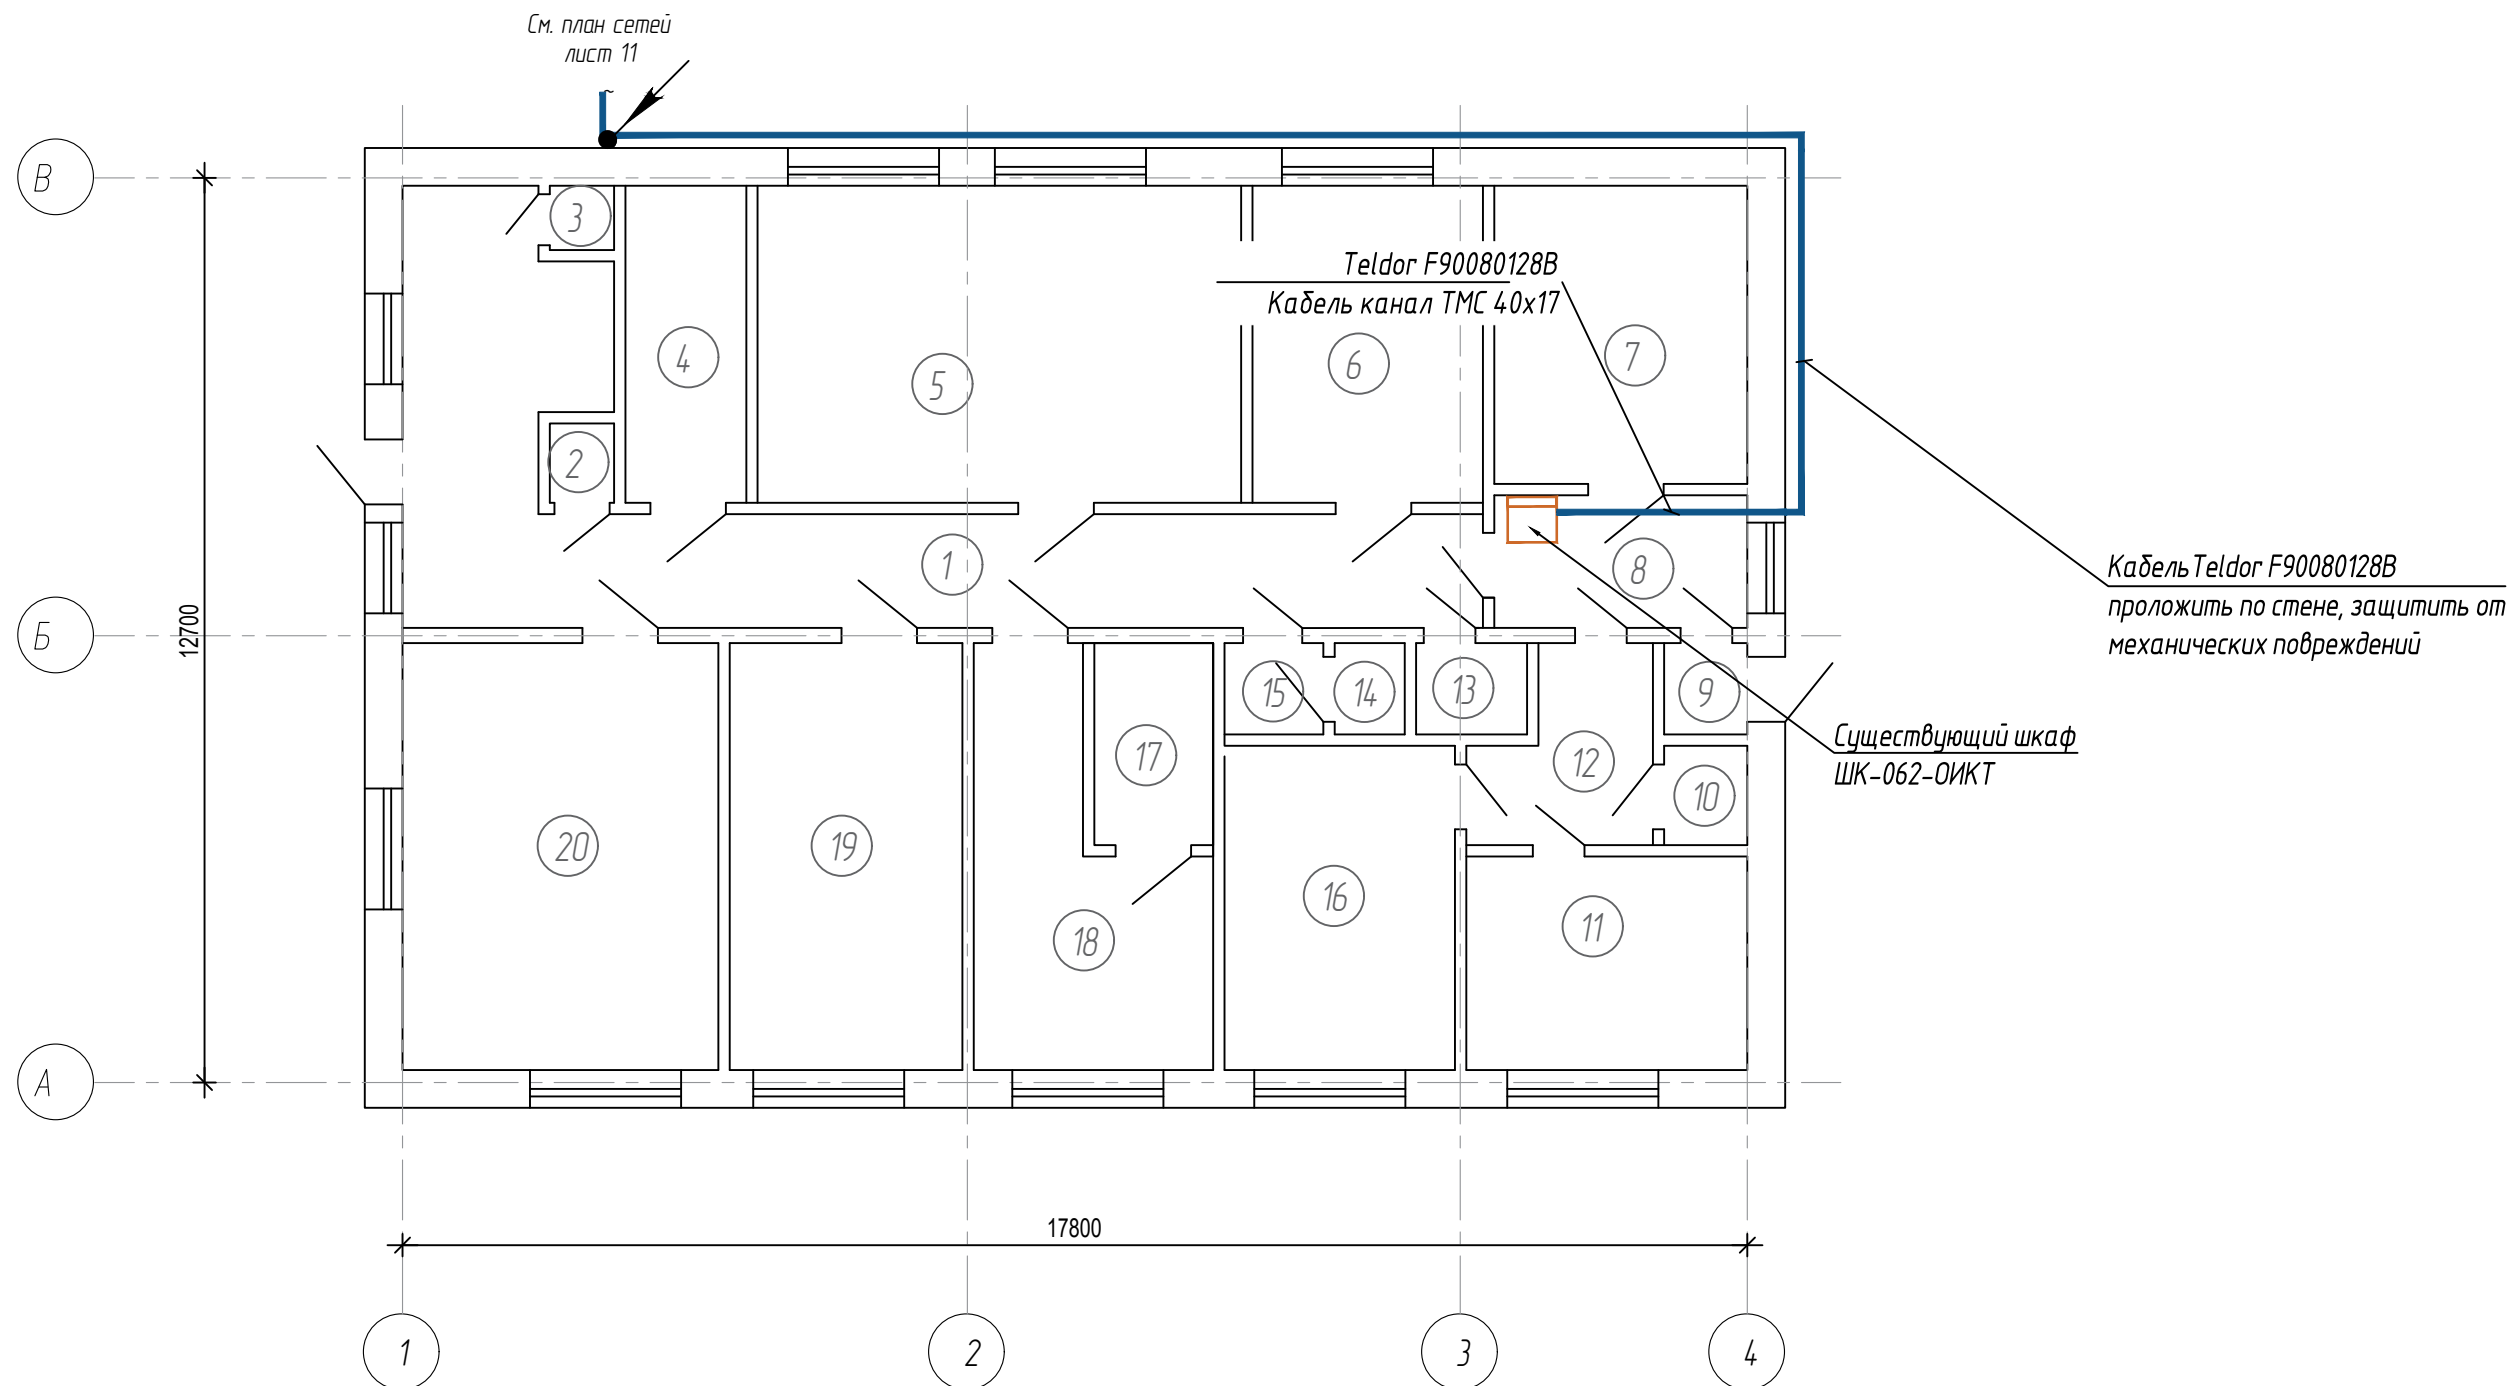 См. план сетей
лист 11
В
3
Teldor F90080128B
Кабель канал ТМС 40х17
4
5
6
7
2
1
8
Кабель Teldor F90080128B
проложить по стене, защитить от
механических повреждений
Б
12700
15
14
13
9
Существующий шкаф
ШК-062-ОИКТ
17
12
10
20
19
16
11
18
А
17800
1
2
3
4